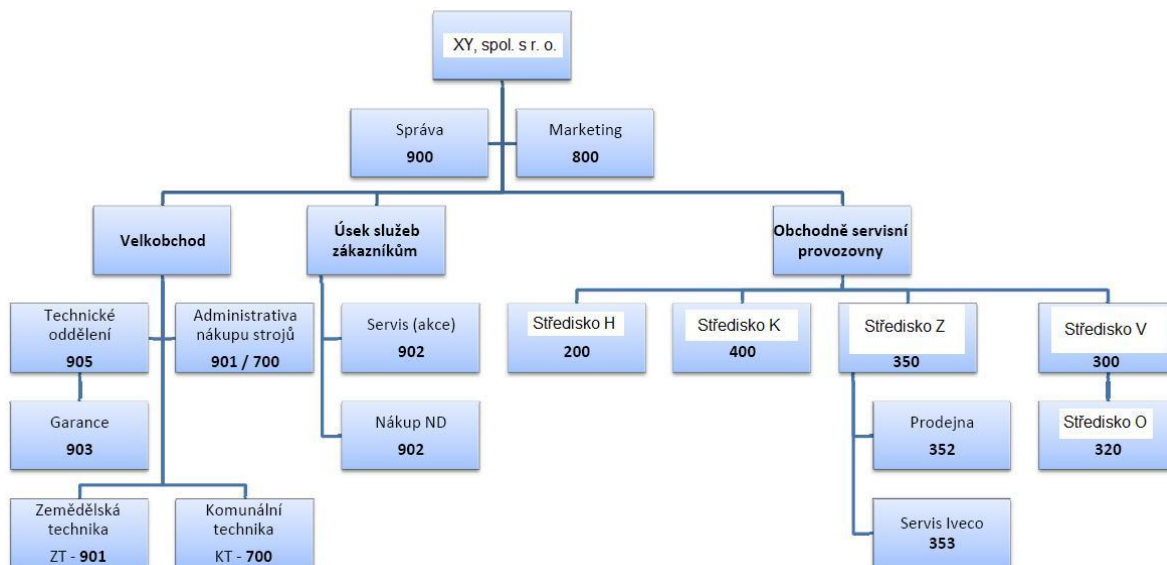 XY, spol. s r. o.
Správa
900
Marketing
800
Velkobchod
Úsek služeb
zákazníkům
Obchodně servisní
provozovny
Technické
oddělení
905
Administrativa
nákupu strojů
901 / 700
Servis (akce)
902
Středisko H
200
Středisko K
400
Středisko Z
350
Středisko V
300
Garance
903
Nákup ND
902
Prodejna
352
Středisko O
320
Zemědělská
technika
ZT - 901
Komunální
technika
KT - 700
Servis Iveco
353